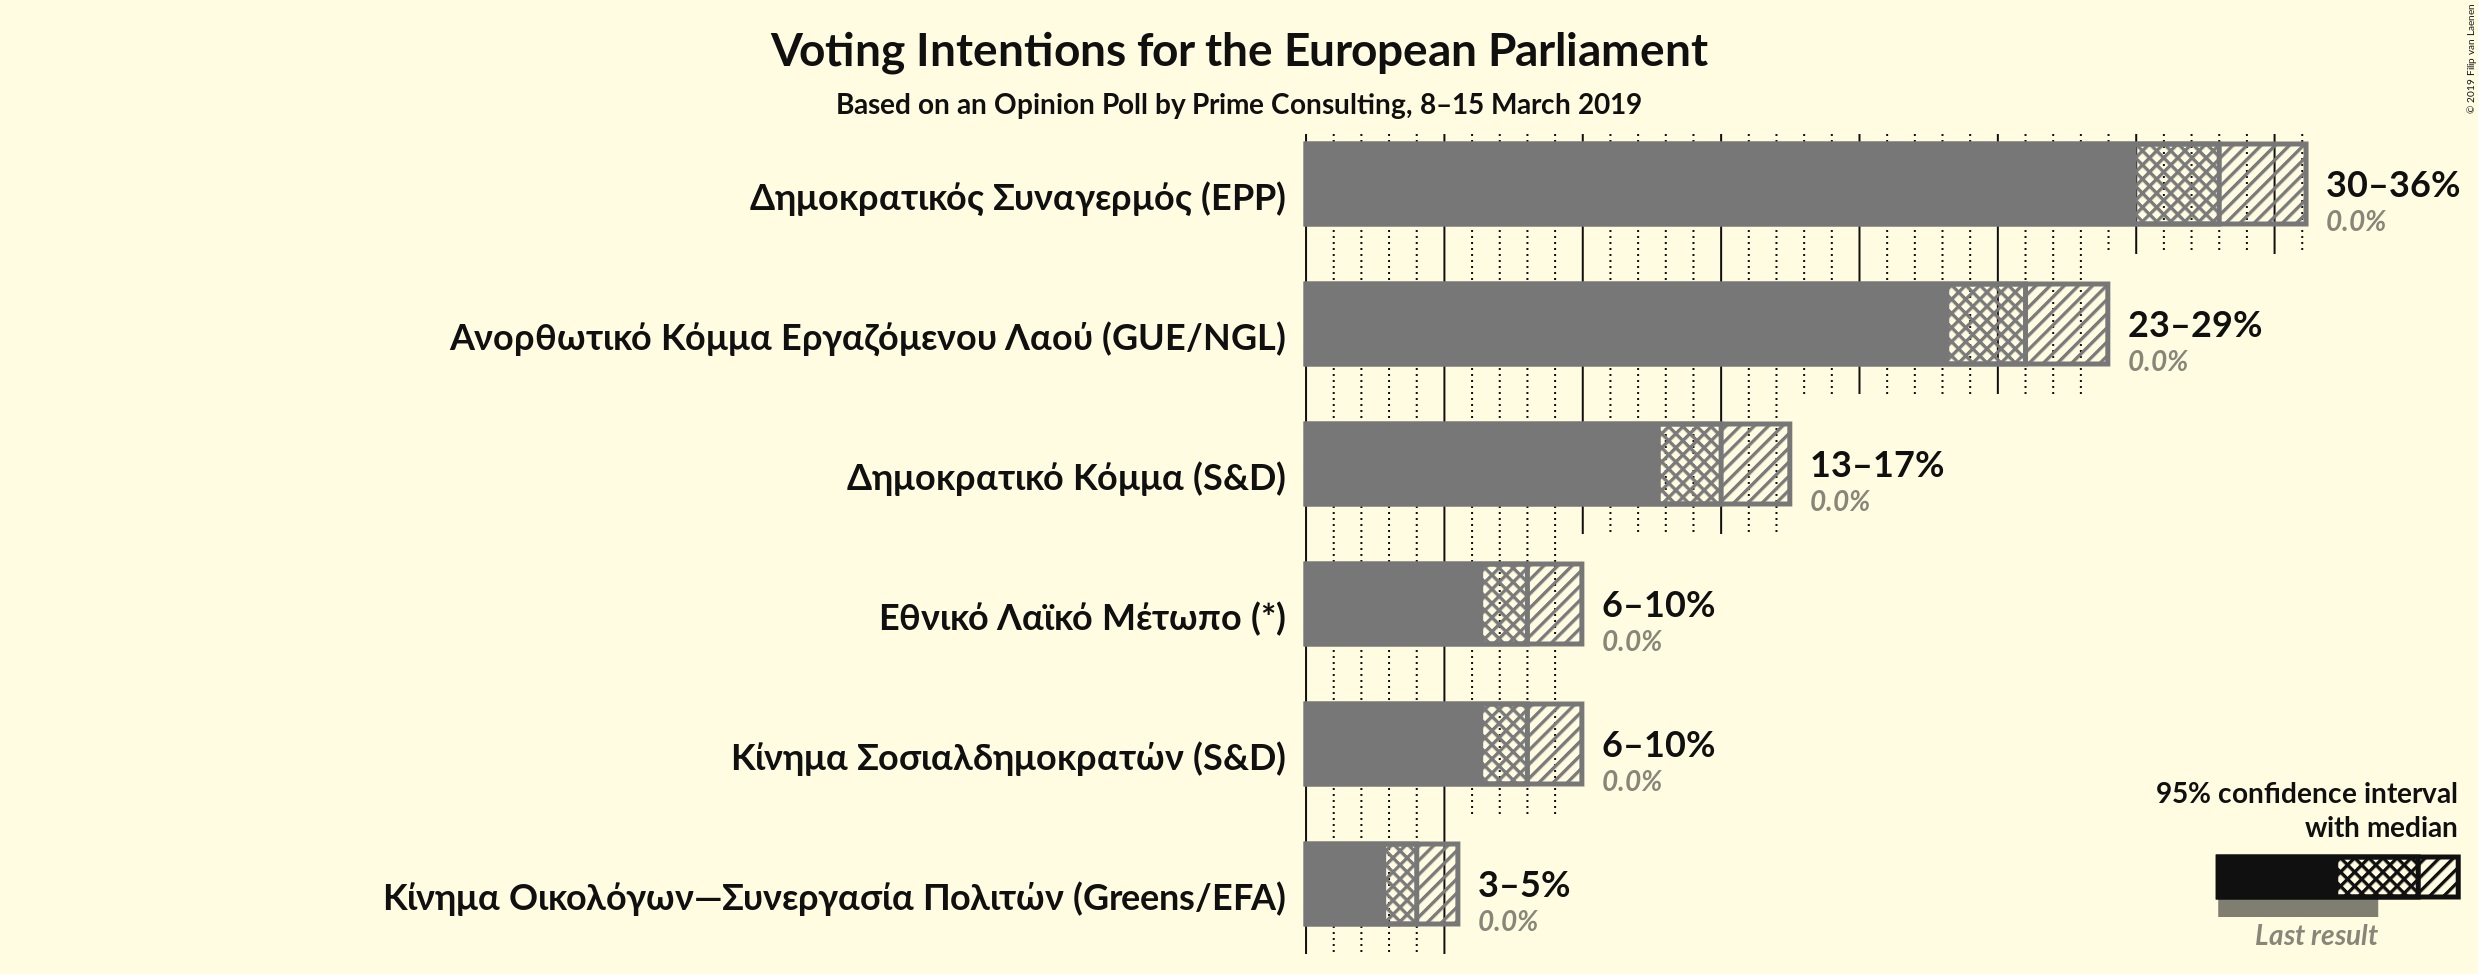 Voting Intentions for the European Parliament
Based on an Opinion Poll by Prime Consulting, 8–15 March 2019
© 2019 Filip van Laenen
Δημοκρατικός Συναγερμός (EPP)
30–36%
0.0%
Ανορθωτικό Κόμμα Εργαζόμενου Λαού (GUE/NGL)
23–29%
0.0%
Δημοκρατικό Κόμμα (S&D)
13–17%
0.0%
Εθνικό Λαϊκό Μέτωπο (*)
6–10%
0.0%
Κίνημα Σοσιαλδημοκρατών (S&D)
6–10%
0.0%
Κίνημα Οικολόγων—Συνεργασία Πολιτών (Greens/EFA)
3–5%
0.0%
95% confidence interval
with median
Last result